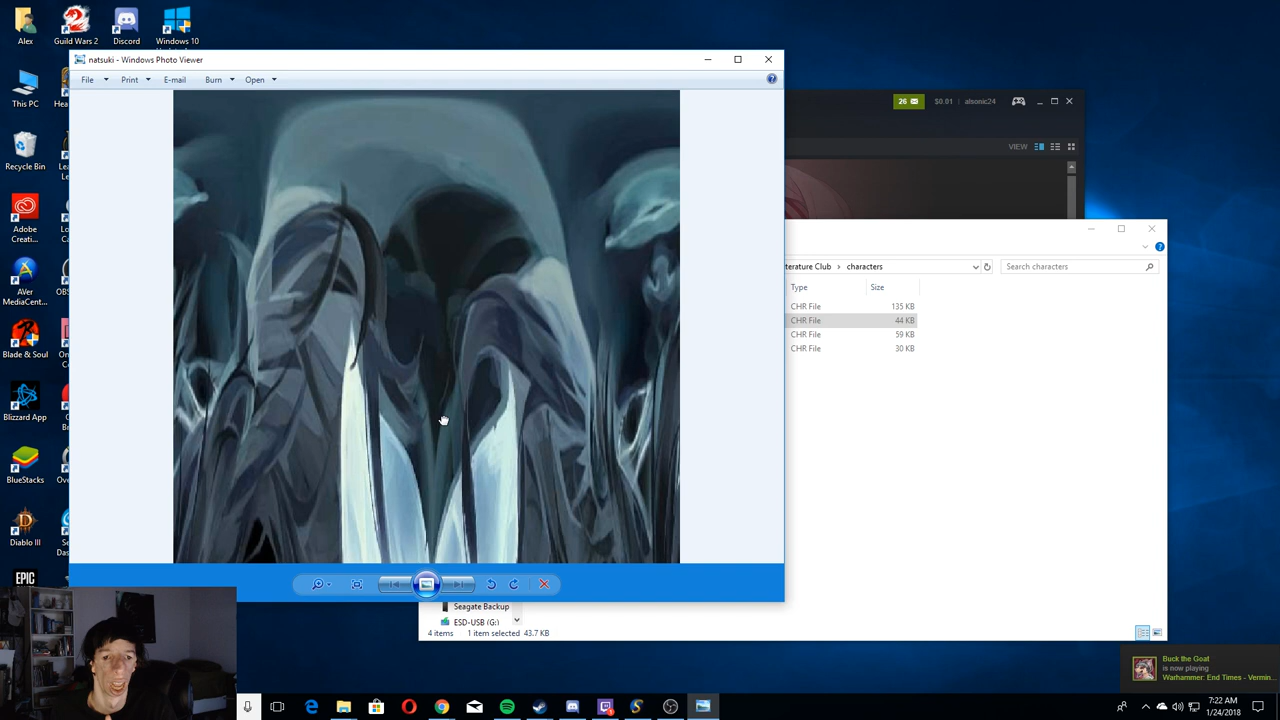 Alex
Guild Wars 2
Discord
Windows 10
natsuki - Windows Photo Viewer
File
Print
E-mail
Burn
Open
26
$0.01
alsonic24
This PC
VIEW
Recycle Bin
terature Club
characters
Search characters
Type
Size
CHR File
135 KB
CHR File
44 KB
CHR File
59 KB
CHR File
30 KB
Adobe
Creati...
AVer
MediaCent...
OBS
Blade & Soul
On
Blizzard App
BlueStacks
Ov
Diablo III
Da
EPIC
Seagate Backup
ESD-USB (G:)
4 items
1 item selected 43.7 KB
Buck the Goat
is now playing
Warhammer: End Times - Vermin...
7:22 AM
1/24/2018